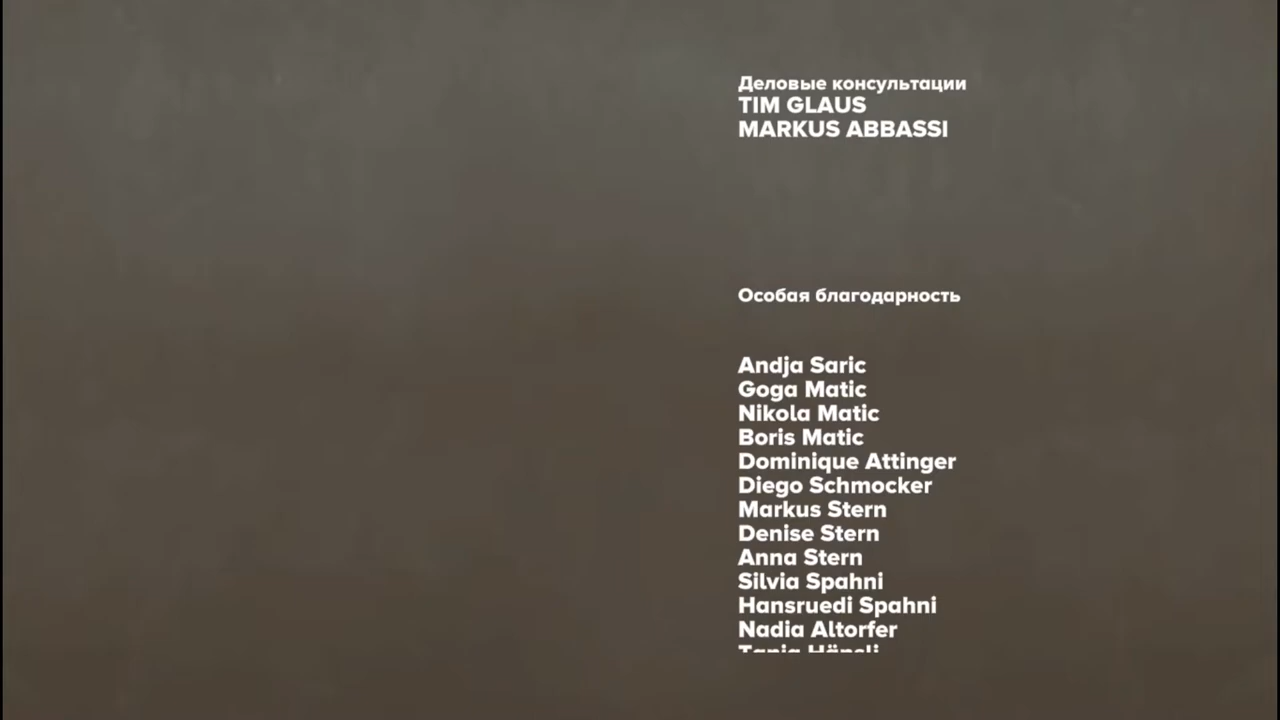 Деловые консультации
TIM GLAUS
MARKUS ABBASSI
Особая благодарность
Andja Saric
Goga Matic
Nikola Matic
Boris Matic
Dominique Attinger
Diego Schmocker
Markus Stern
Denise Stern
Anna Stern
Silvia Spahni
Hansruedi Spahni
Nadia Altorfer